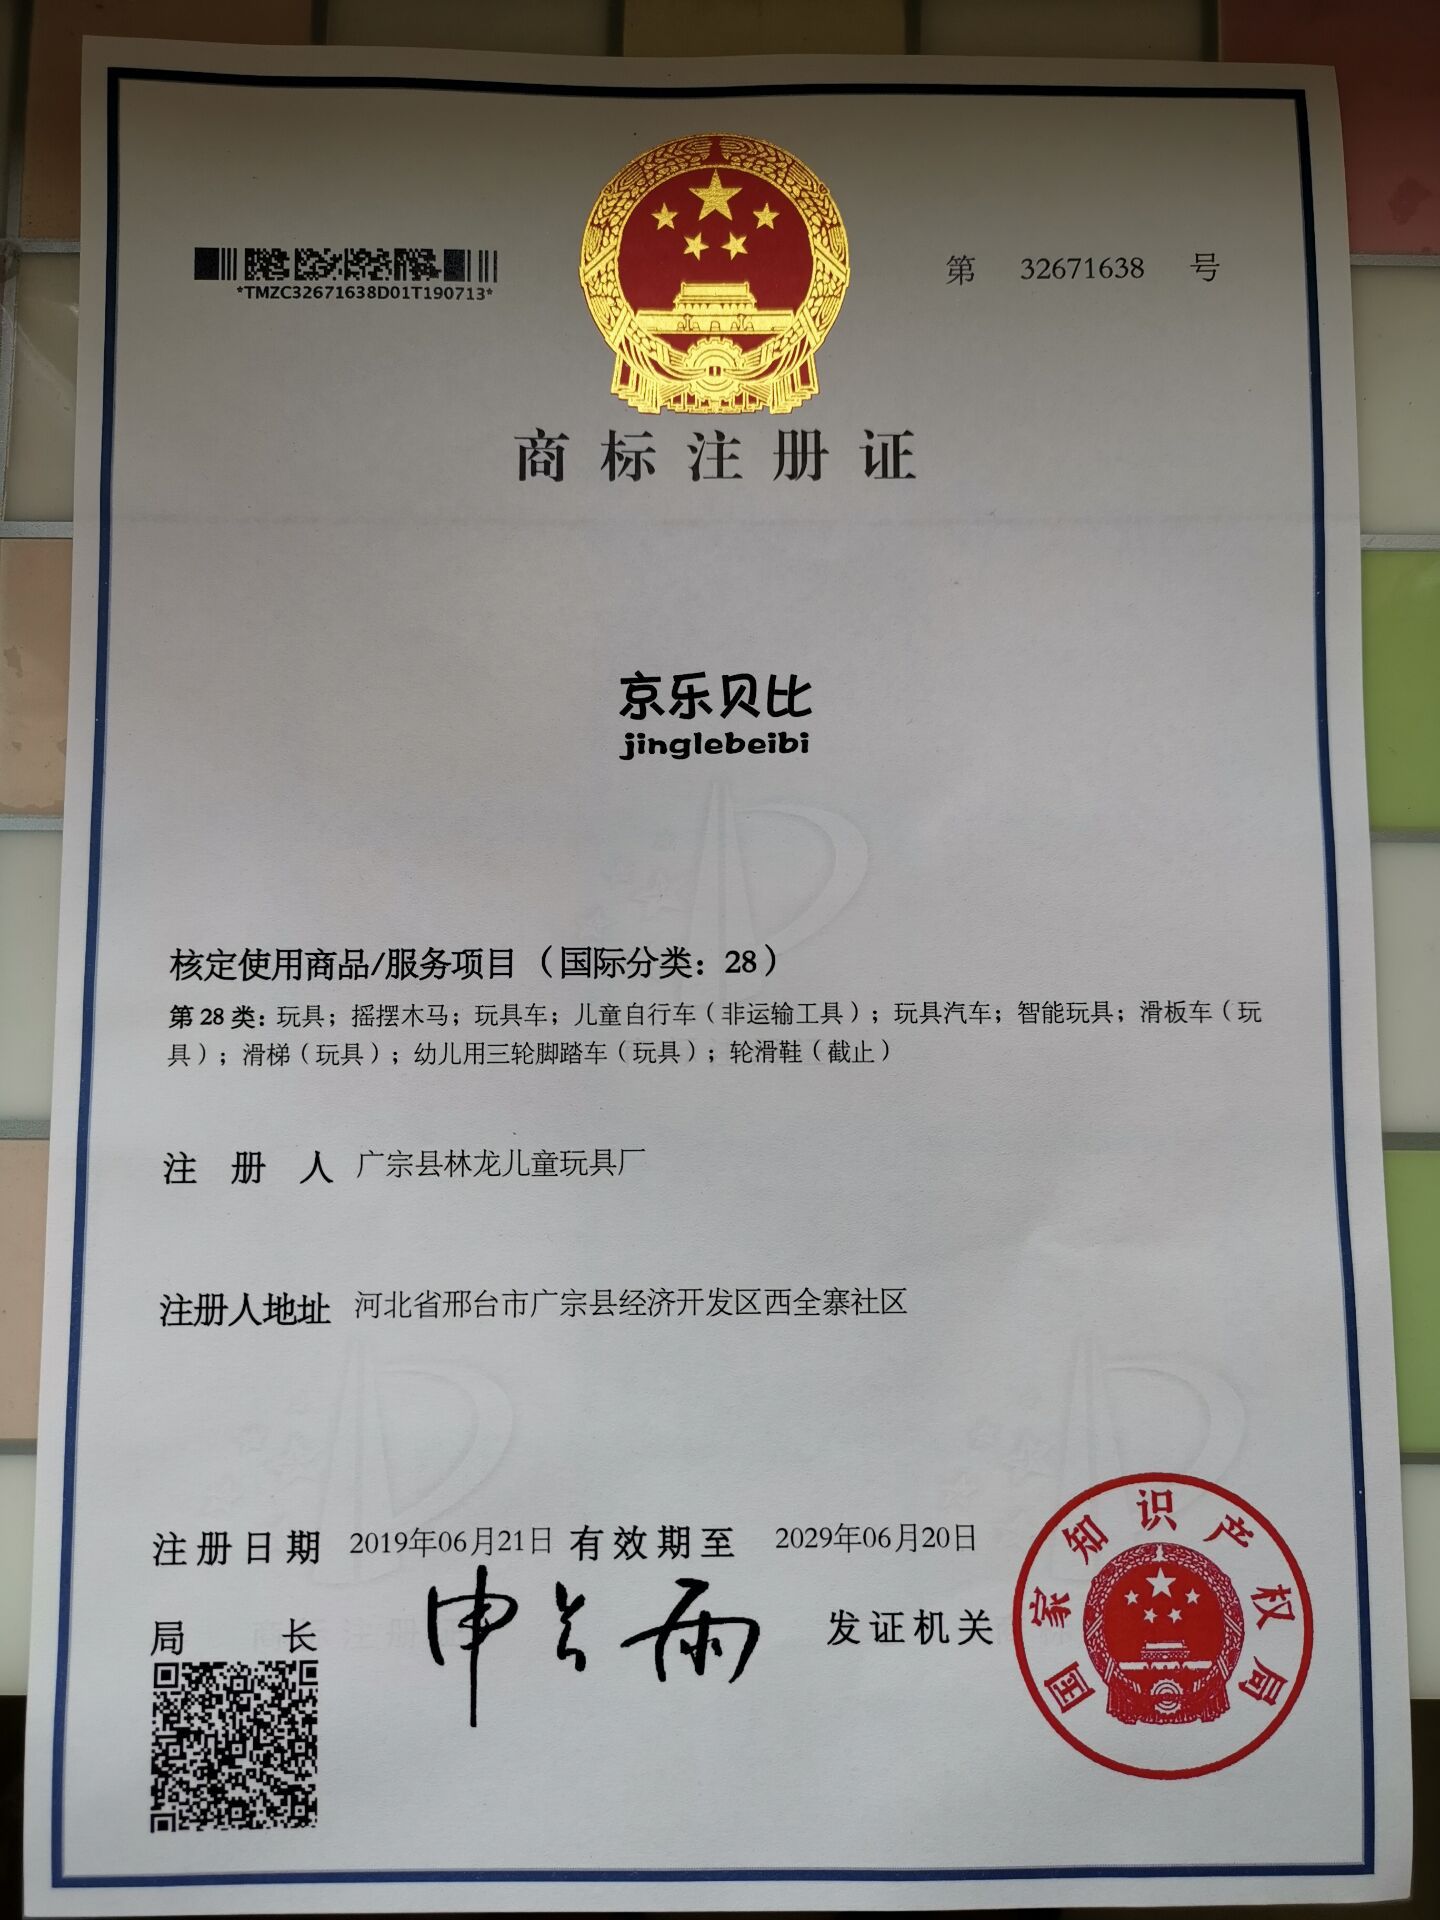 *TMZC32671638D01T190713*
第 32671638 号
商标注册证
京乐贝比
jinglebeibi
核定使用商品/服务项目（国际分类：28）
第28类：玩具；摇摆木马；玩具车；儿童自行车（非运输工具）；玩具汽车；智能玩具；滑板车（玩
具）；滑梯（玩具）；幼儿用三轮脚踏车（玩具）；轮滑鞋（截止）
注册人 广宗县林龙儿童玩具厂
注册人地址 河北省邢台市广宗县经济开发区西全寨社区
注册日期 2019年06月21日 有效期至 2029年06月20日
局长 申长雨 发证机关
国家知识产权局